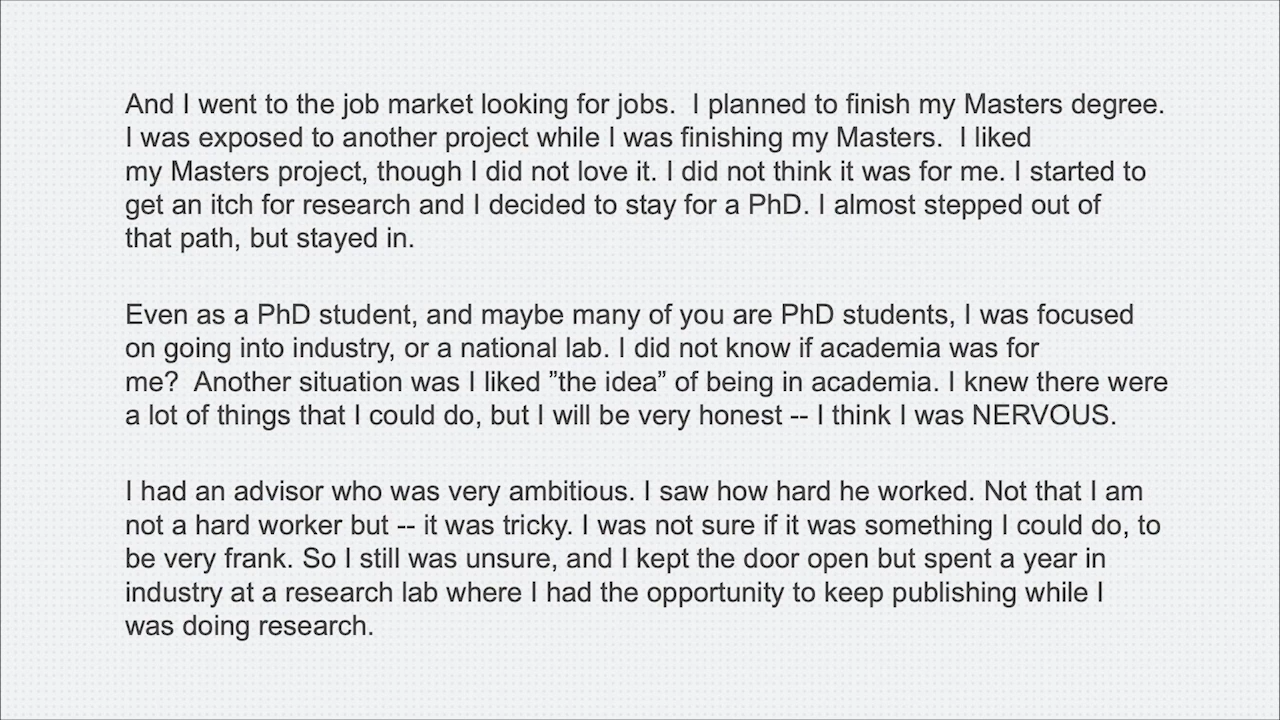 And I went to the job market looking for jobs.  I planned to finish my Masters degree.
I was exposed to another project while I was finishing my Masters.  I liked
my Masters project, though I did not love it. I did not think it was for me. I started to
get an itch for research and I decided to stay for a PhD. I almost stepped out of
that path, but stayed in.
Even as a PhD student, and maybe many of you are PhD students, I was focused
on going into industry, or a national lab. I did not know if academia was for
me?  Another situation was I liked ”the idea” of being in academia. I knew there were
a lot of things that I could do, but I will be very honest -- I think I was NERVOUS.
I had an advisor who was very ambitious. I saw how hard he worked. Not that I am
not a hard worker but -- it was tricky. I was not sure if it was something I could do, to
be very frank. So I still was unsure, and I kept the door open but spent a year in
industry at a research lab where I had the opportunity to keep publishing while I
was doing research.